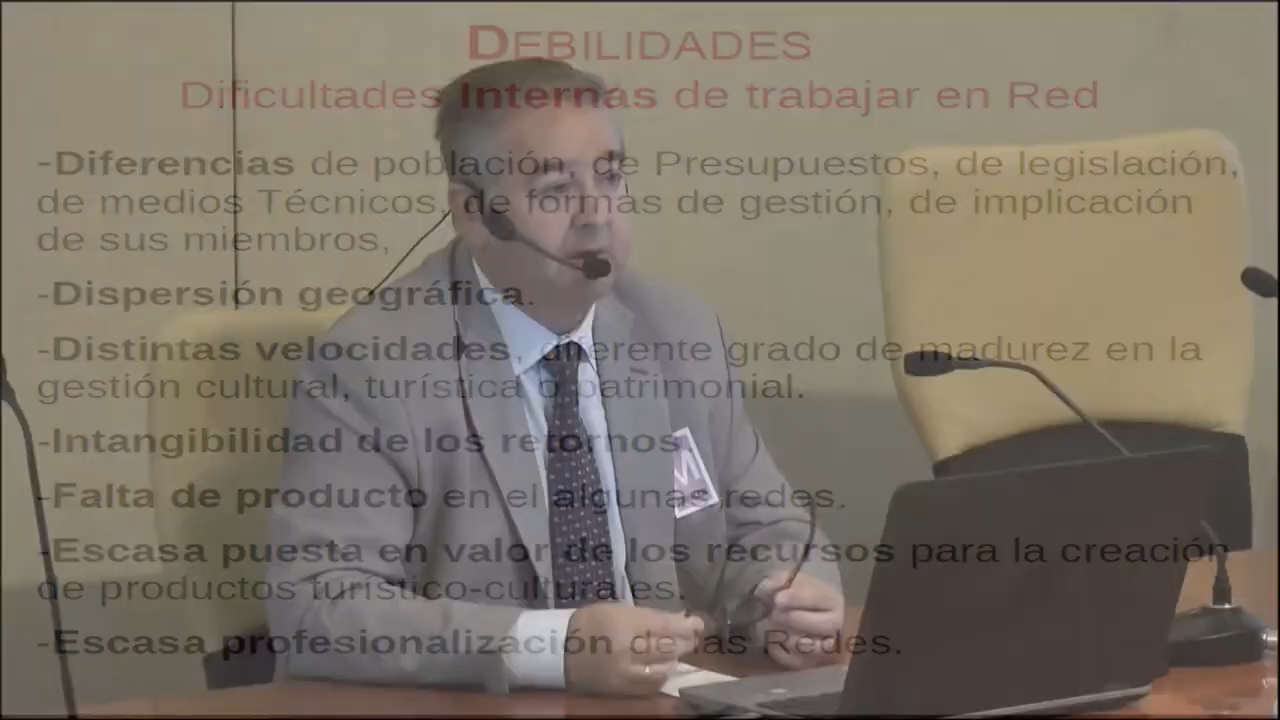 DEBILIDADES
Dificultades Internas de trabajar en Red
-Diferencias de población, de Presupuestos, de legislación,
de medios Técnicos, de formas de gestión, de implicación
de sus miembros,
-Dispersión geográfica.
-Distintas velocidades, diferente grado de madurez en la
gestión cultural, turística o patrimonial.
-Intangibilidad de los retornos.
-Falta de producto en el algunas redes.
-Escasa puesta en valor de los recursos para la creación
de productos turístico-culturales.
-Escasa profesionalización de las Redes.